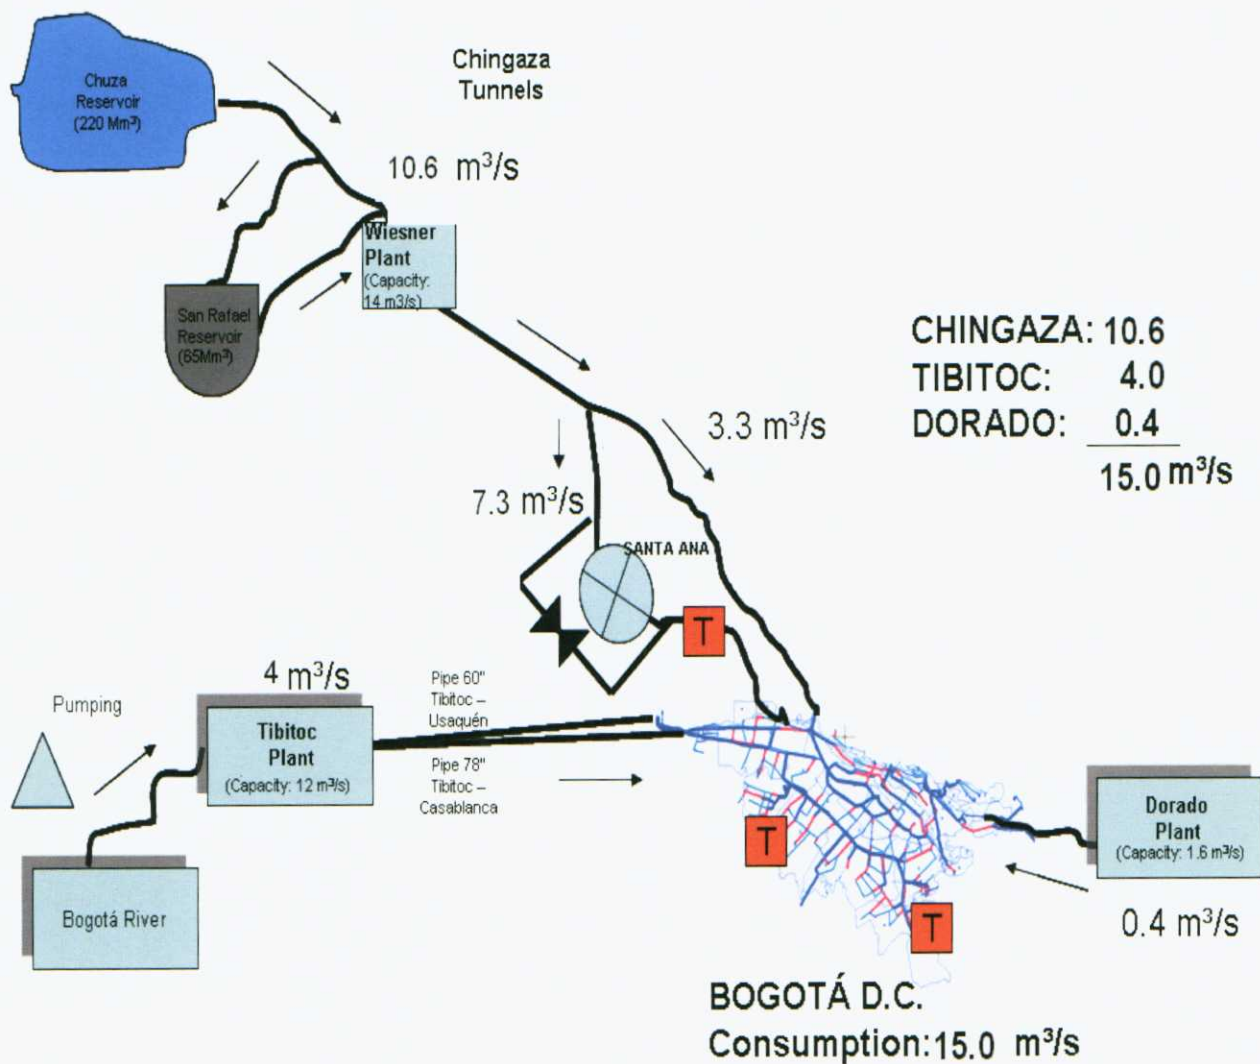 Chingaza
Tunnels
Chuza
Reservoir
(220 Mm³)
10.6 m³/s
Wiesner
Plant
(Capacity:
14 m3/s)
San Rafael
Reservoir
(65Mm³)
CHINGAZA: 10.6
TIBITOC: 4.0
DORADO: 0.4
15.0 m³/s
3.3 m³/s
7.3 m³/s
SANTA ANA
T
4 m³/s
Pumping
Tibitoc
Plant
(Capacity: 12 m³/s)
Pipe 60"
Tibitoc –
Usaquén
Pipe 78"
Tibitoc –
Casablanca
Bogotá River
T
T
Dorado
Plant
(Capacity: 1.6 m³/s)
0.4 m³/s
BOGOTÁ D.C.
Consumption:15.0 m³/s